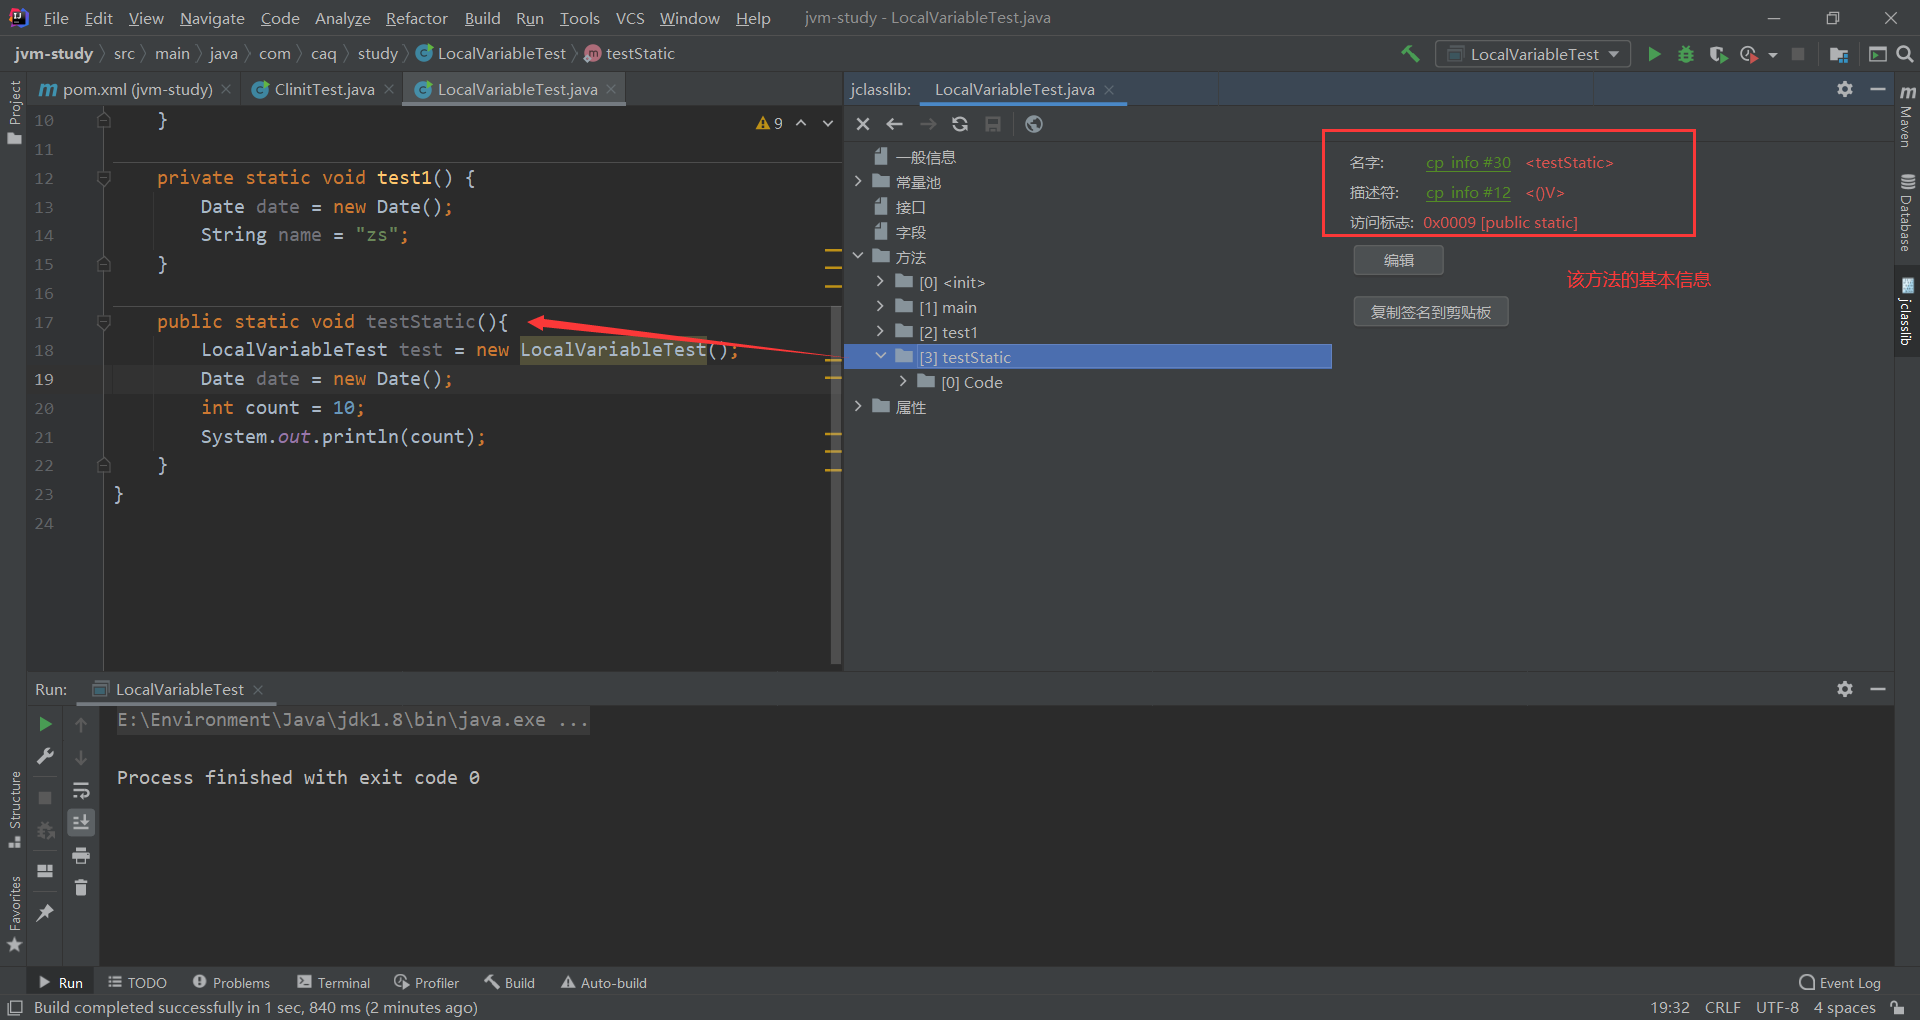 File Edit View Navigate Code Analyze Refactor Build Run Tools VCS Window Help jvm-study - LocalVariableTest.java
jvm-study src main java com caq study LocalVariableTest testStatic
LocalVariableTest
pom.xml (jvm-study) ClinitTest.java LocalVariableTest.java
jclasslib: LocalVariableTest.java
Project
10 }
9
11
12 private static void test1() {
13 Date date = new Date();
14 String name = "zs";
15 }
16
17 public static void testStatic(){
18 LocalVariableTest test = new LocalVariableTest();
19 Date date = new Date();
20 int count = 10;
21 System.out.println(count);
22 }
23 }
24
一般信息
常量池
接口
字段
方法
[0] <init>
[1] main
[2] test1
[3] testStatic
[0] Code
属性
名字: cp_info #30 <testStatic>
描述符: cp_info #12 <()V>
访问标志: 0x0009 [public static]
编辑
该方法的基本信息
复制签名到剪贴板
Maven
Database
jclasslib
Run: LocalVariableTest
E:\Environment\Java\jdk1.8\bin\java.exe ...
Process finished with exit code 0
Structure
Favorites
Run TODO Problems Terminal Profiler Build Auto-build Event Log
Build completed successfully in 1 sec, 840 ms (2 minutes ago) 19:32 CRLF UTF-8 4 spaces